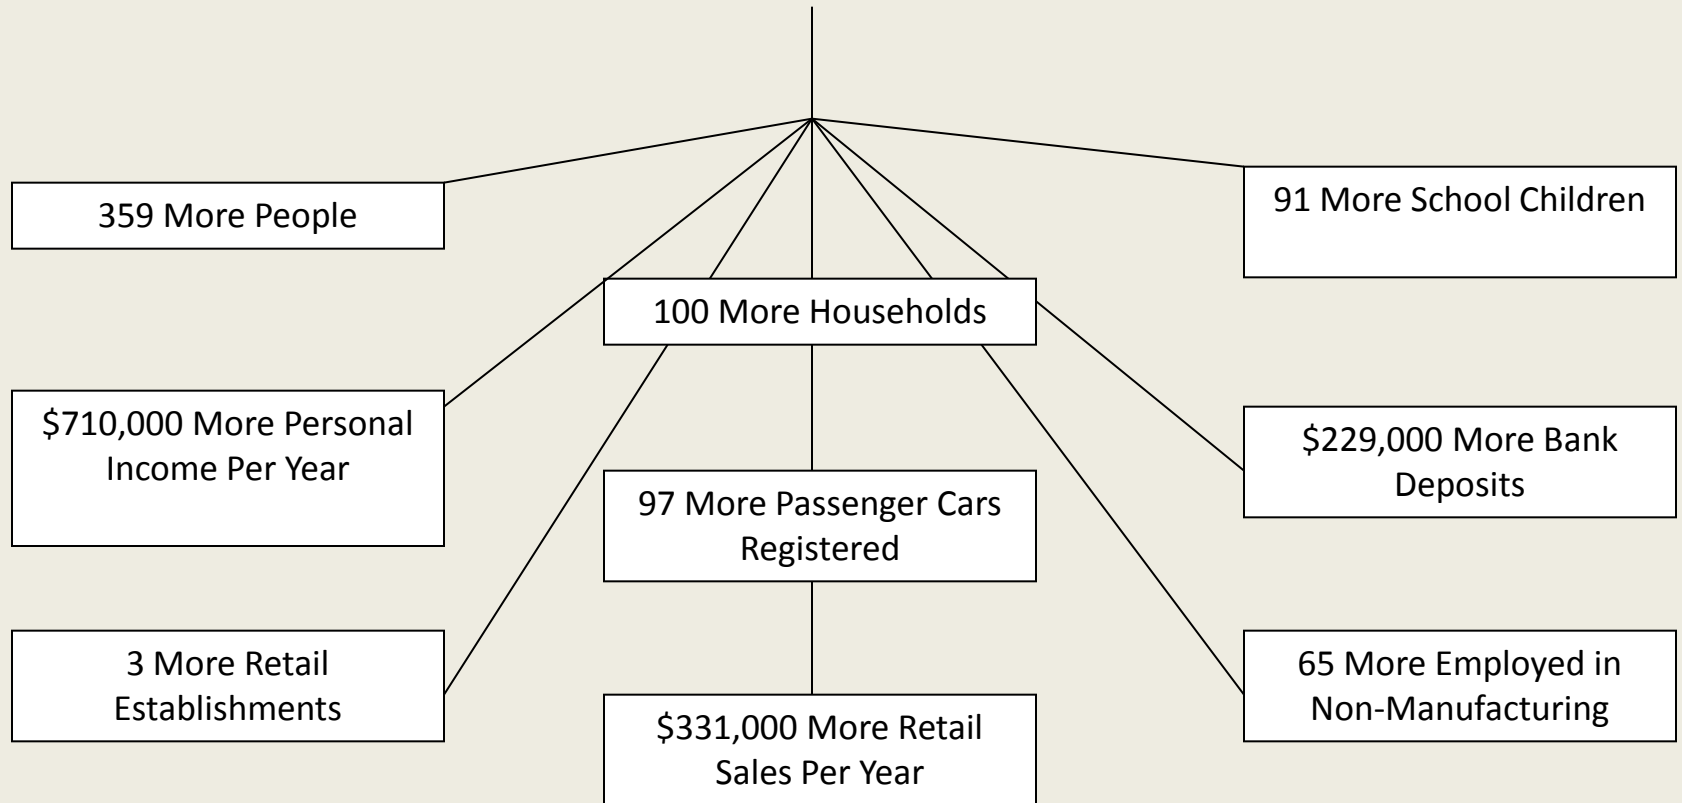 359 More People
91 More School Children
100 More Households
$710,000 More Personal
Income Per Year
$229,000 More Bank
Deposits
97 More Passenger Cars
Registered
3 More Retail
Establishments
65 More Employed in
Non-Manufacturing
$331,000 More Retail
Sales Per Year